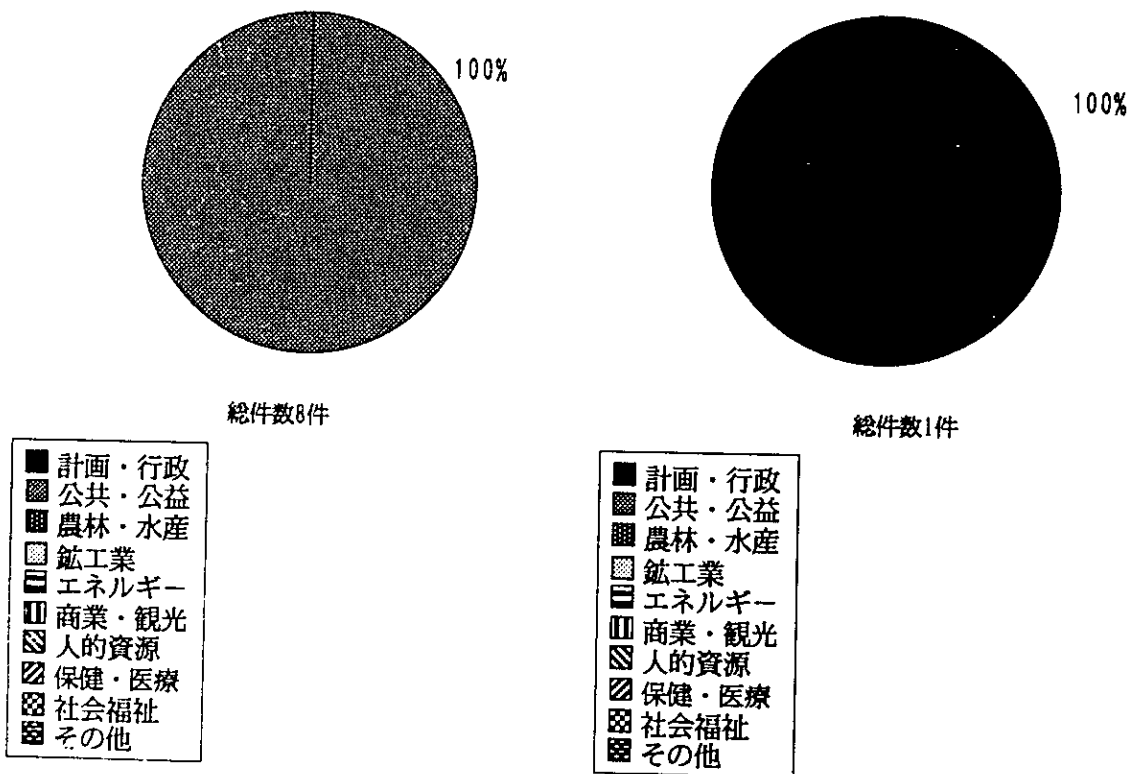 100%
総件数8件
計画・行政
公共・公益
農林・水産
鉱工業
エネルギー
商業・観光
人的資源
保健・医療
社会福祉
その他
100%
総件数1件
計画・行政
公共・公益
農林・水産
鉱工業
エネルギー
商業・観光
人的資源
保健・医療
社会福祉
その他